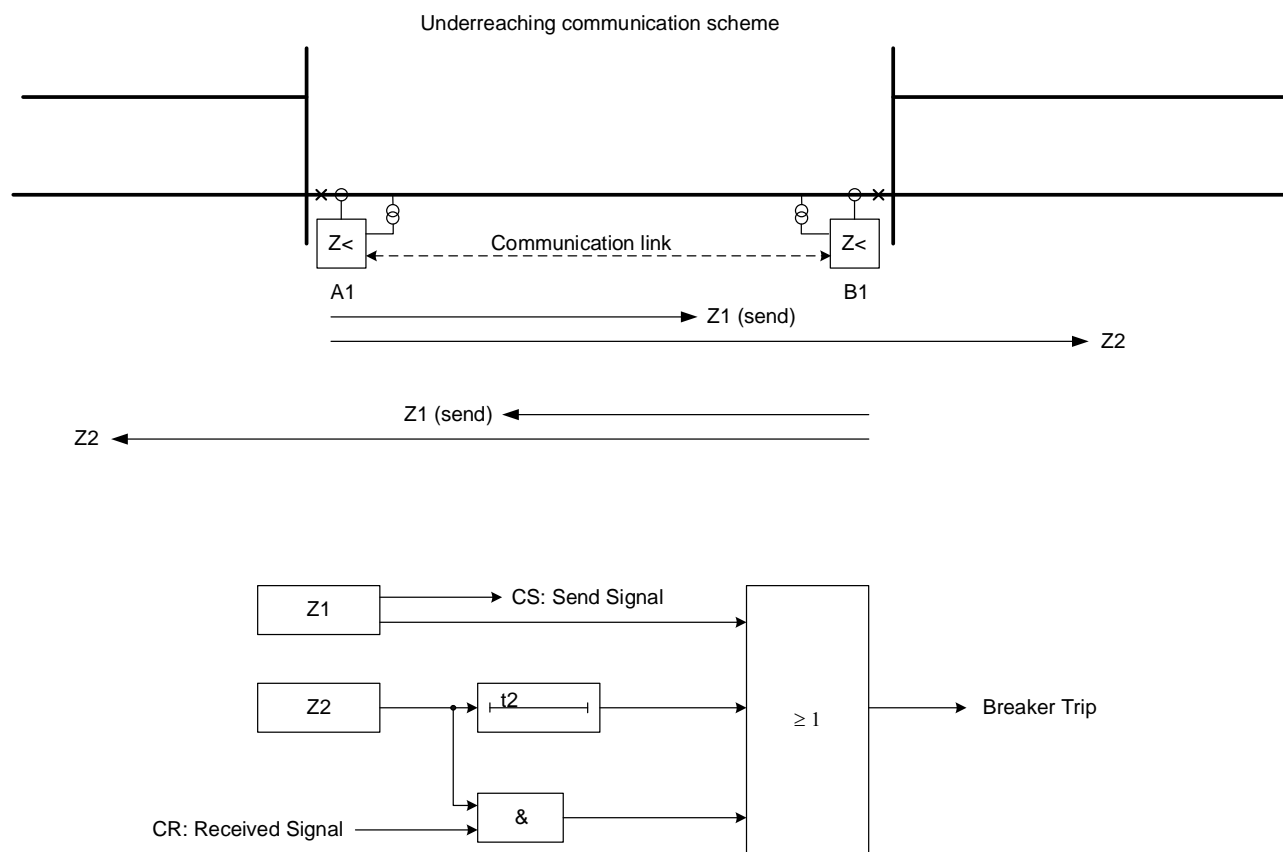 Underreaching communication scheme
Z<
Communication link
Z<
A1
B1
Z1 (send)
Z2
Z1 (send)
Z2
Z1
CS: Send Signal
Z2
t2
≥ 1
Breaker Trip
&
CR: Received Signal